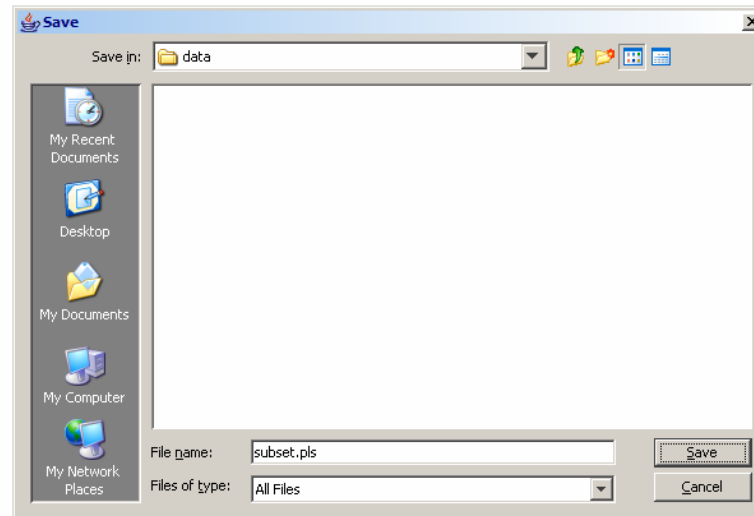 Save
Save in:
data
My Recent
Documents
Desktop
My Documents
My Computer
My Network
Places
File name:
subset.pls
Save
Files of type:
All Files
Cancel